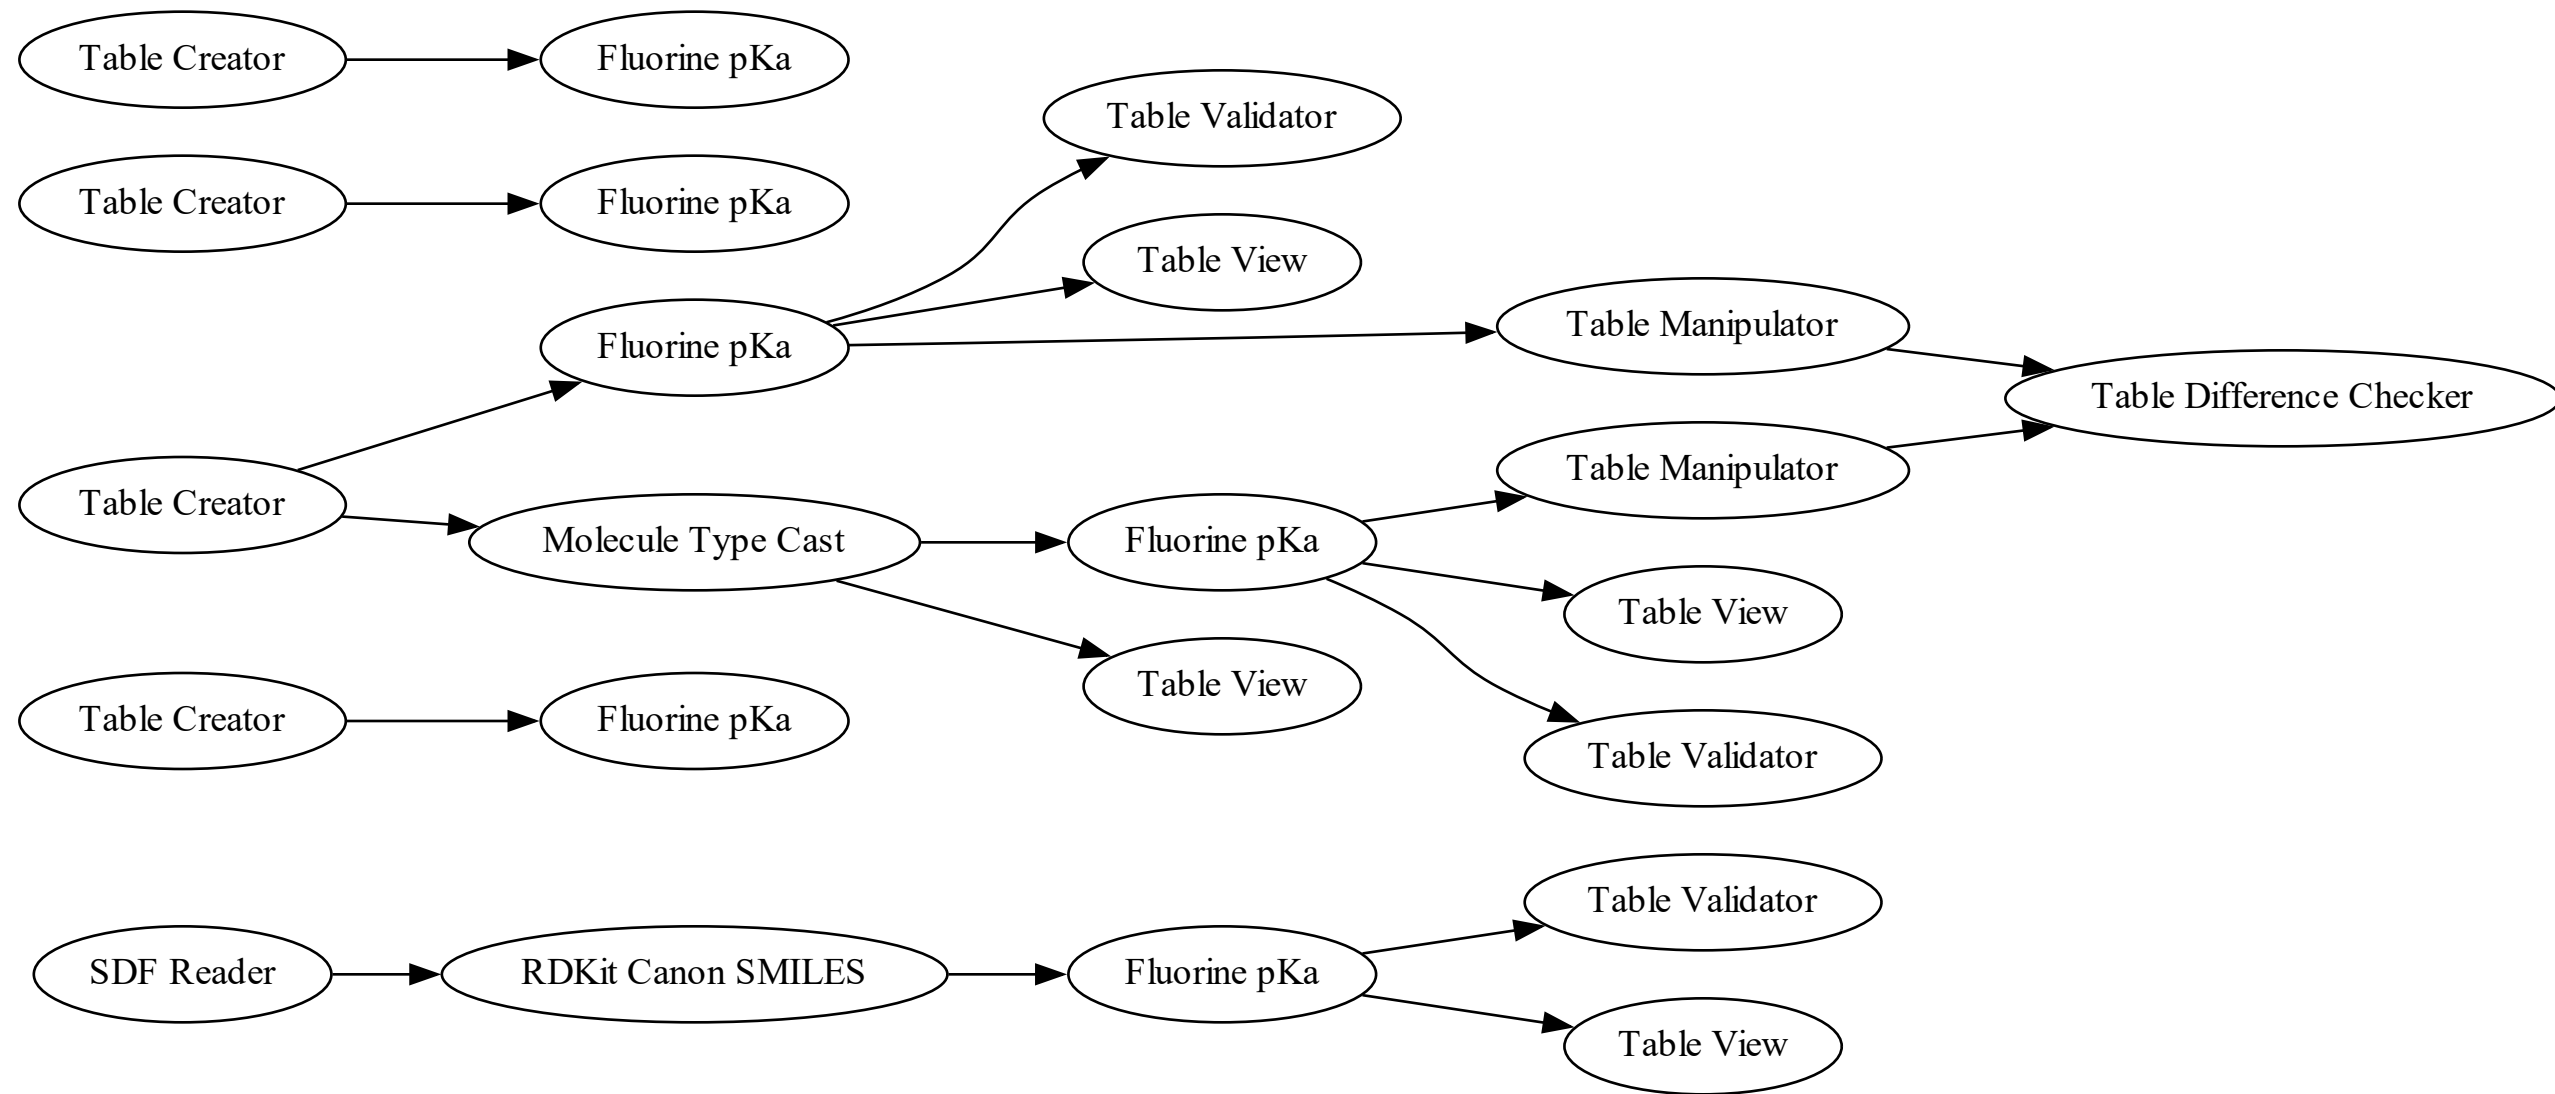 Table Creator
Fluorine pKa
Table Validator
Table Creator
Fluorine pKa
Table View
Fluorine pKa
Table Manipulator
Table Difference Checker
Table Creator
Table Manipulator
Molecule Type Cast
Fluorine pKa
Table View
Table View
Table Creator
Fluorine pKa
Table Validator
Table Validator
SDF Reader
RDKit Canon SMILES
Fluorine pKa
Table View